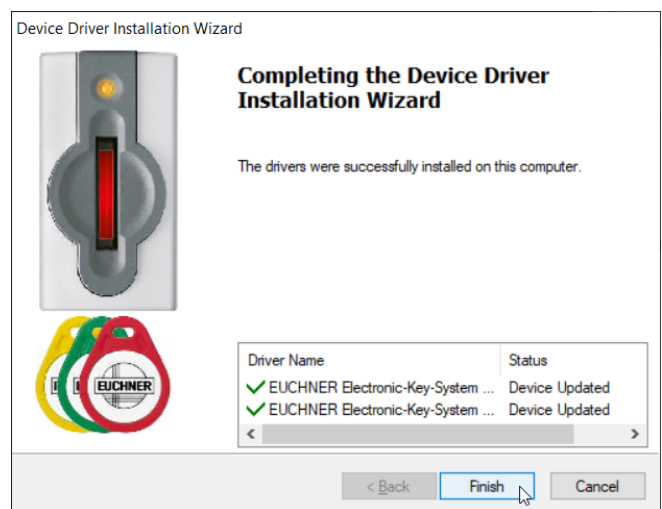 Device Driver Installation Wizard
Completing the Device Driver
Installation Wizard
The drivers were successfully installed on this computer.
Driver Name Status
EUCHNER Electronic-Key-System ... Device Updated
EUCHNER Electronic-Key-System ... Device Updated
EUCHNER
< Back Finish Cancel